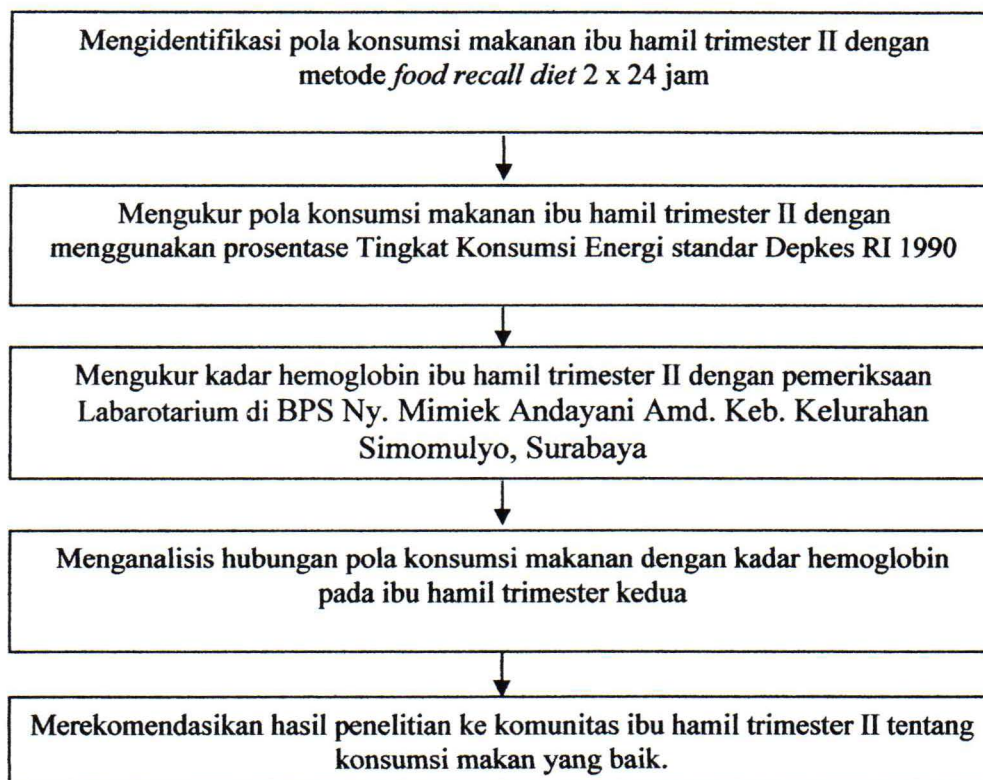 Mengidentifikasi pola konsumsi makanan ibu hamil trimester II dengan
metode food recall diet 2 x 24 jam
Mengukur pola konsumsi makanan ibu hamil trimester II dengan
menggunakan prosentase Tingkat Konsumsi Energi standar Depkes RI 1990
Mengukur kadar hemoglobin ibu hamil trimester II dengan pemeriksaan
Labarotarium di BPS Ny. Mimiek Andayani Amd. Keb. Kelurahan
Simomulyo, Surabaya
Menganalisis hubungan pola konsumsi makanan dengan kadar hemoglobin
pada ibu hamil trimester kedua
Merekomendasikan hasil penelitian ke komunitas ibu hamil trimester II tentang
konsumsi makan yang baik.